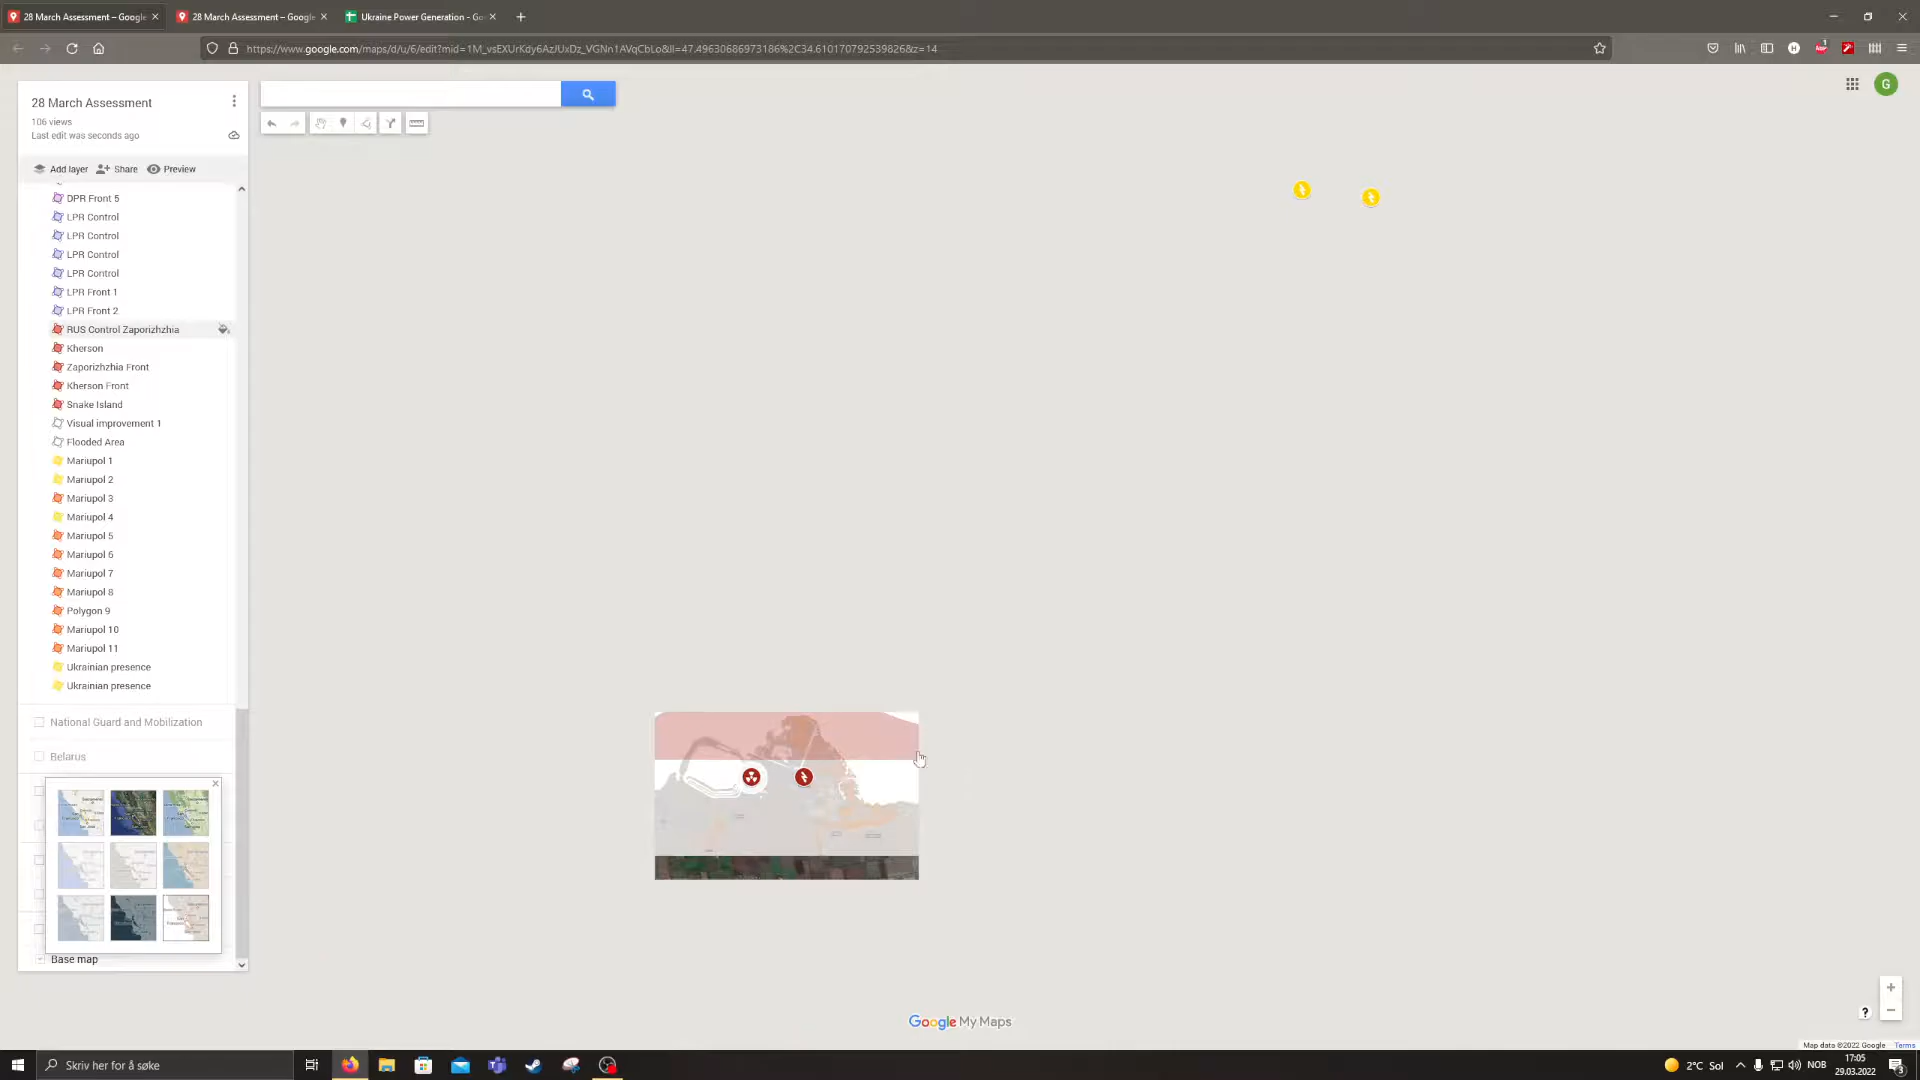 28 March Assessment – Google
28 March Assessment – Google
Ukraine Power Generation - Go
https://www.google.com/maps/d/u/6/edit?mid=1M_vsEXUrKdy6AzJUxDz_VGNn1AVqCbLo&ll=47.49630686973186%2C34.610170792539826&z=14
28 March Assessment
106 views
Last edit was seconds ago
Add layer Share Preview
DPR Front 5
LPR Control
LPR Control
LPR Control
LPR Control
LPR Front 1
LPR Front 2
RUS Control Zaporizhzhia
Kherson
Zaporizhzhia Front
Kherson Front
Snake Island
Visual improvement 1
Flooded Area
Mariupol 1
Mariupol 2
Mariupol 3
Mariupol 4
Mariupol 5
Mariupol 6
Mariupol 7
Mariupol 8
Polygon 9
Mariupol 10
Mariupol 11
Ukrainian presence
Ukrainian presence
National Guard and Mobilization
Belarus
Base map
G
Google My Maps
Map data ©2022 Google Terms
Skriv her for å søke
2°C Sol
NOB
17:05
29.03.2022